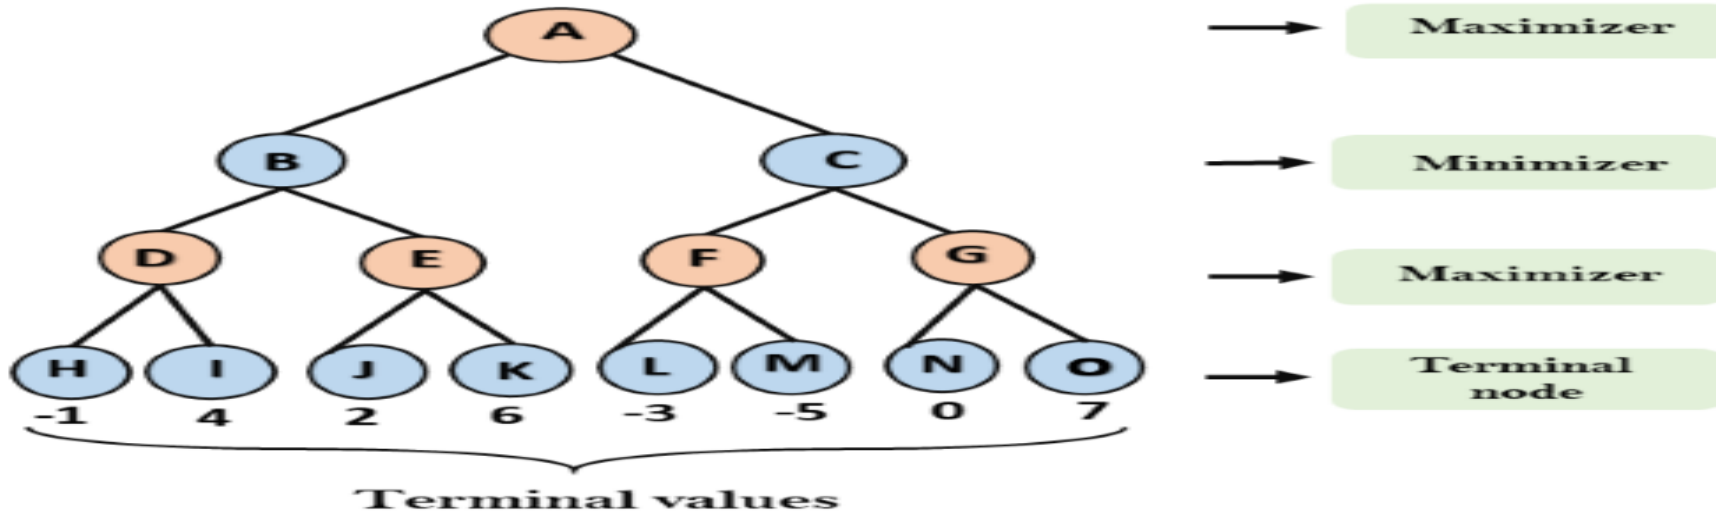 A
Maximizer
B
C
Minimizer
D
E
F
G
Maximizer
H
I
J
K
L
M
N
O
Terminal
node
-1
4
2
6
-3
-5
0
7
Terminal values